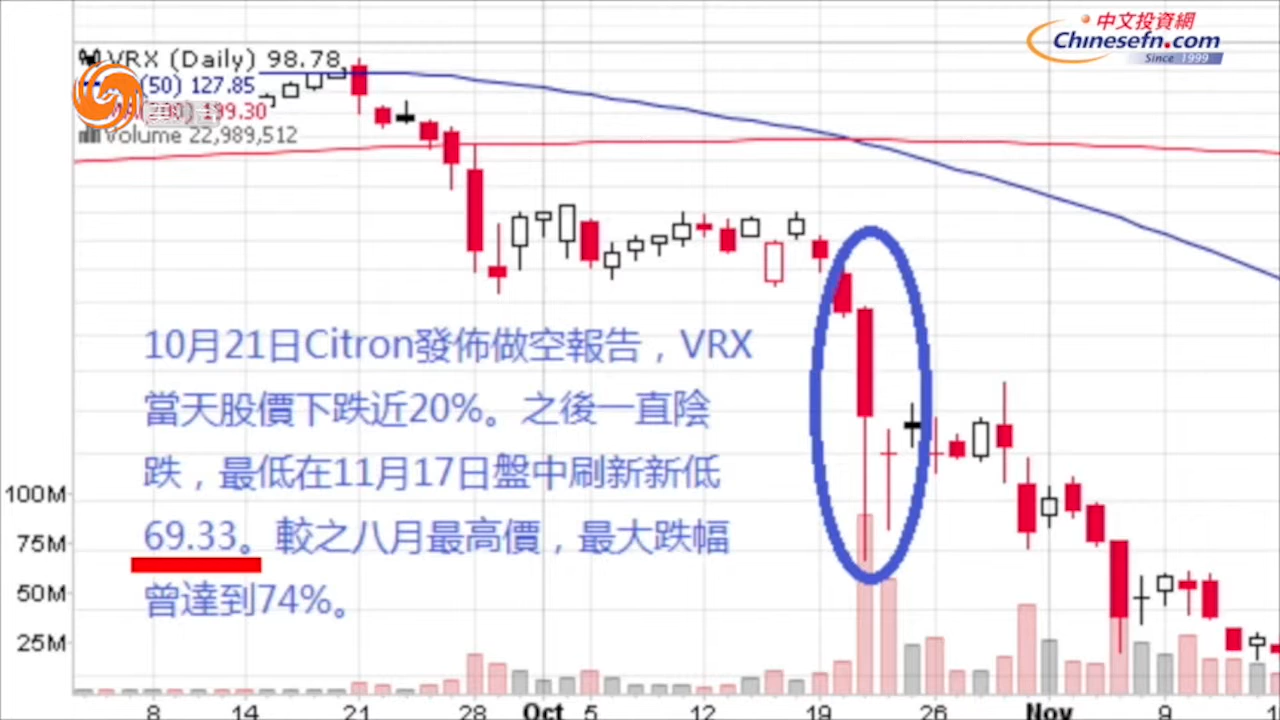 中文投資網
Chinesefn.com
Since 1999
VRX (Daily) 98.78
(50) 127.85
(200) 199.30
Volume 22,989,512
10月21日Citron發佈做空報告，VRX
當天股價下跌近20%。之後一直陰
跌，最低在11月17日盤中刷新新低
69.33。較之八月最高價，最大跌幅
曾達到74%。
100M
75M
50M
25M
8 14 21 28 Oct 5 12 19 26 Nov 9